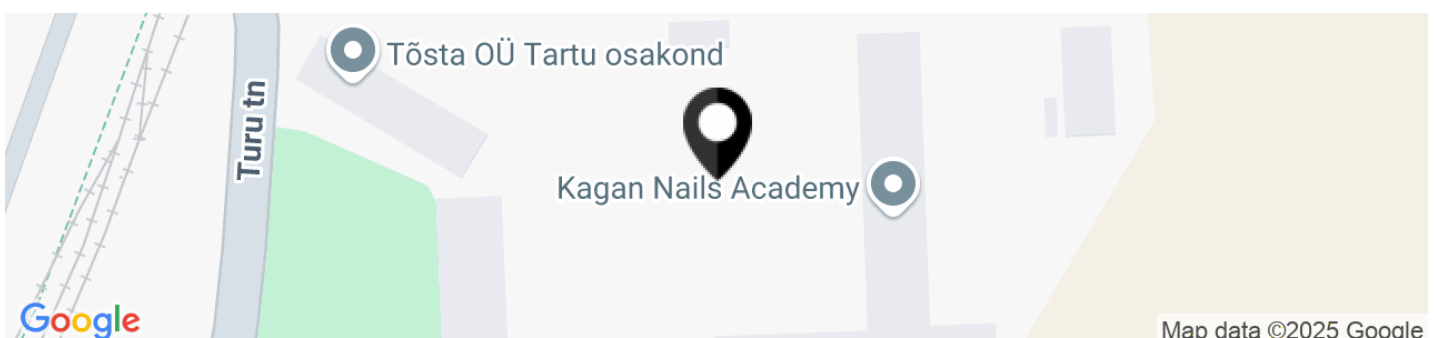 Tõsta OÜ Tartu osakond
Turu tn
Kagan Nails Academy
Google
Map data ©2025 Google